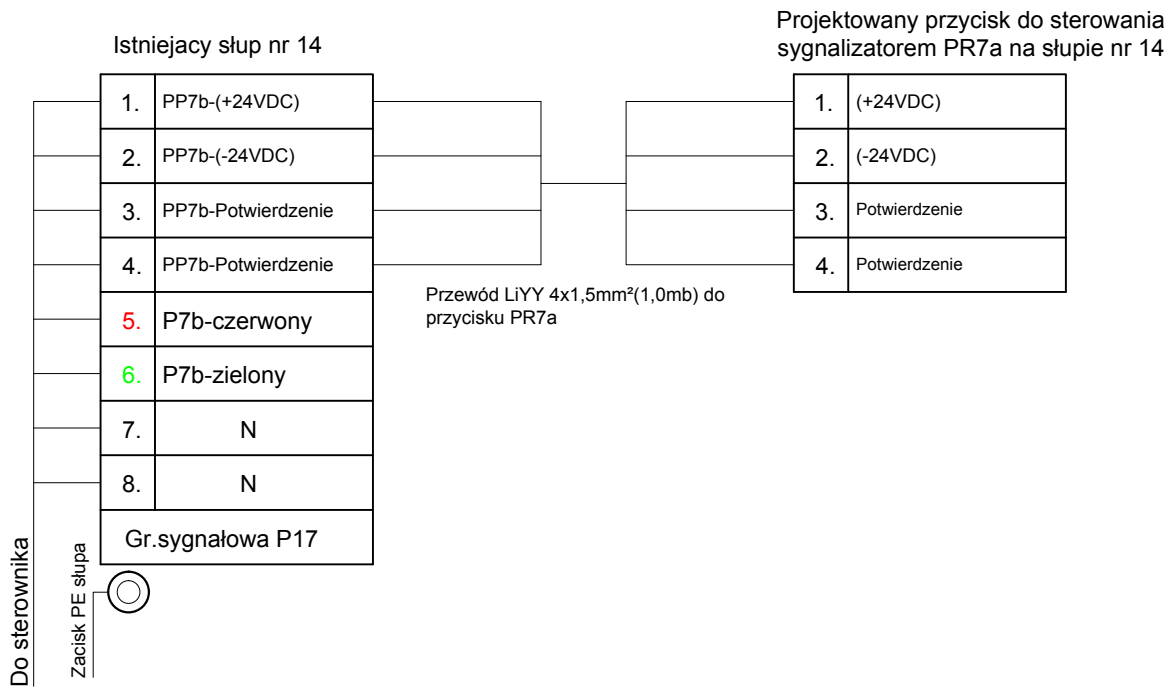 Projektowany przycisk do sterowania
sygnalizatorem PR7a na słupie nr 14
Istniejacy słup nr 14
1. PP7b-(+24VDC)
2. PP7b-(-24VDC)
3. PP7b-Potwierdzenie
4. PP7b-Potwierdzenie
5. P7b-czerwony
6. P7b-zielony
7. N
8. N
Gr.sygnałowa P17
1. (+24VDC)
2. (-24VDC)
3. Potwierdzenie
4. Potwierdzenie
Przewód LiYY 4x1,5mm²(1,0mb) do
przycisku PR7a
Do sterownika
Zacisk PE słupa